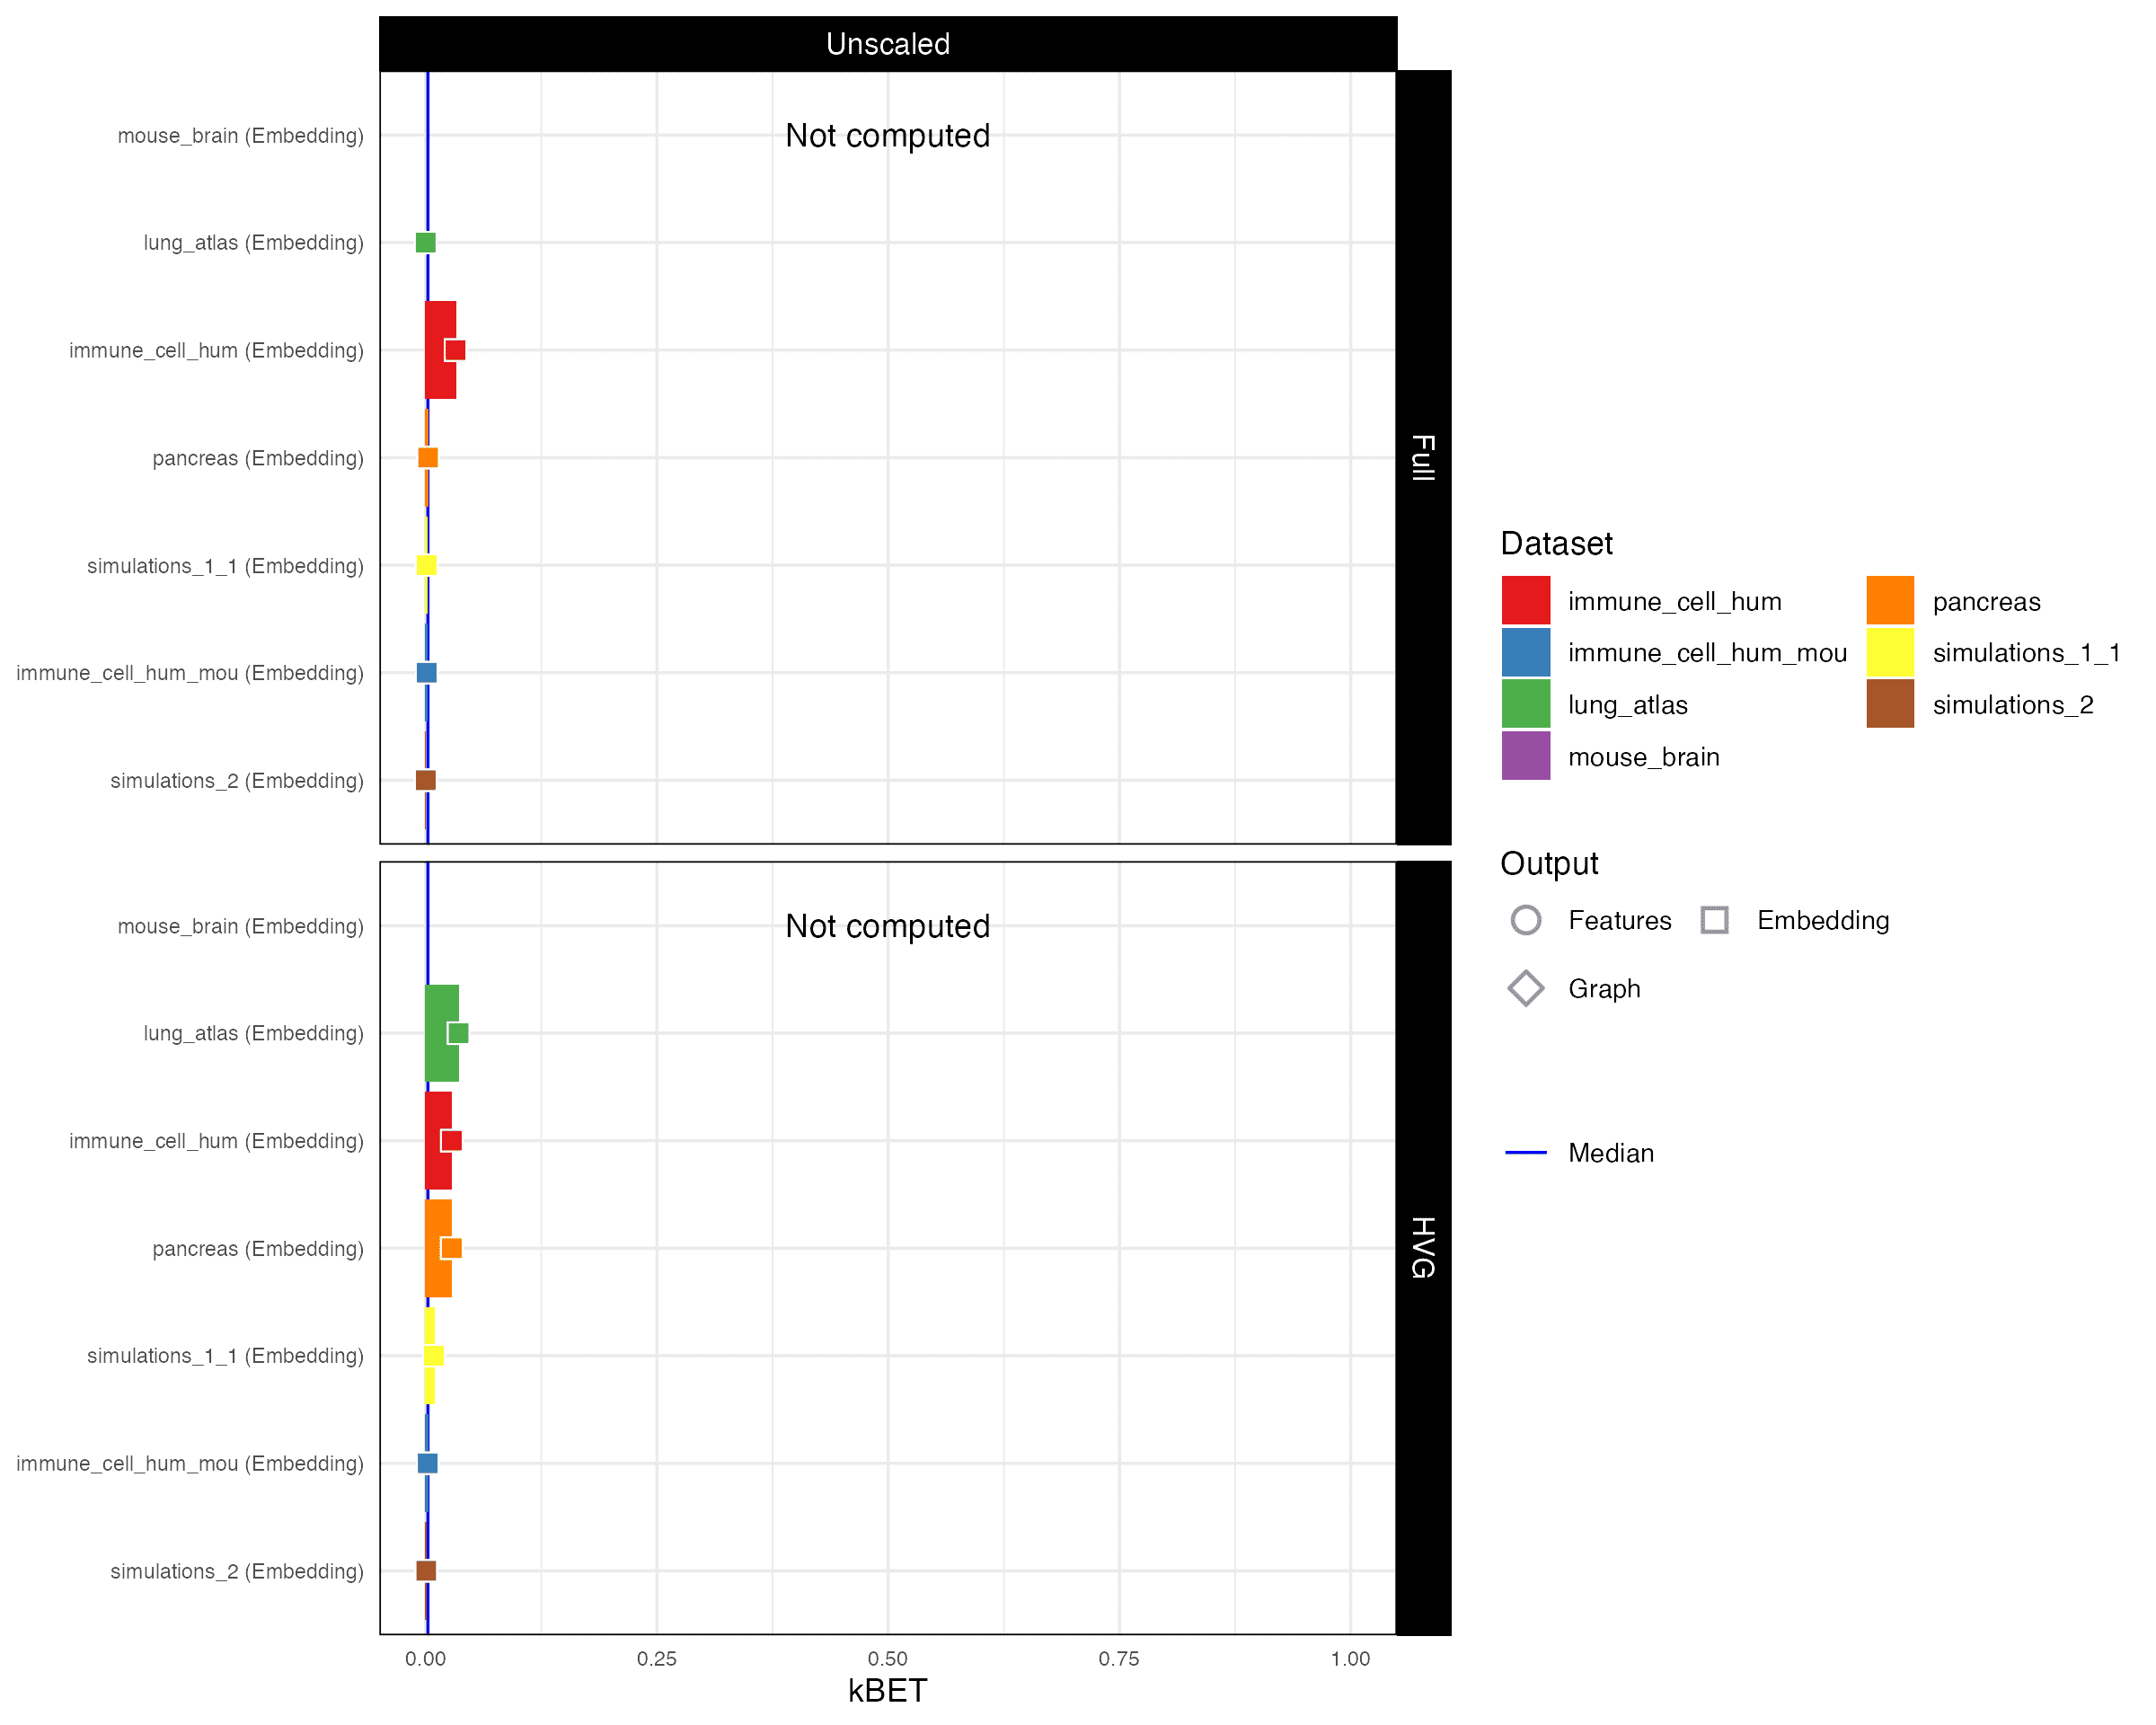 Unscaled
mouse_brain (Embedding)
Not computed
lung_atlas (Embedding)
immune_cell_hum (Embedding)
pancreas (Embedding)
simulations_1_1 (Embedding)
immune_cell_hum_mou (Embedding)
simulations_2 (Embedding)
Full
mouse_brain (Embedding)
Not computed
lung_atlas (Embedding)
immune_cell_hum (Embedding)
pancreas (Embedding)
simulations_1_1 (Embedding)
immune_cell_hum_mou (Embedding)
simulations_2 (Embedding)
HVG
0.00 0.25 0.50 0.75 1.00
kBET
Dataset
immune_cell_hum pancreas
immune_cell_hum_mou simulations_1_1
lung_atlas simulations_2
mouse_brain
Output
Features Embedding
Graph
Median